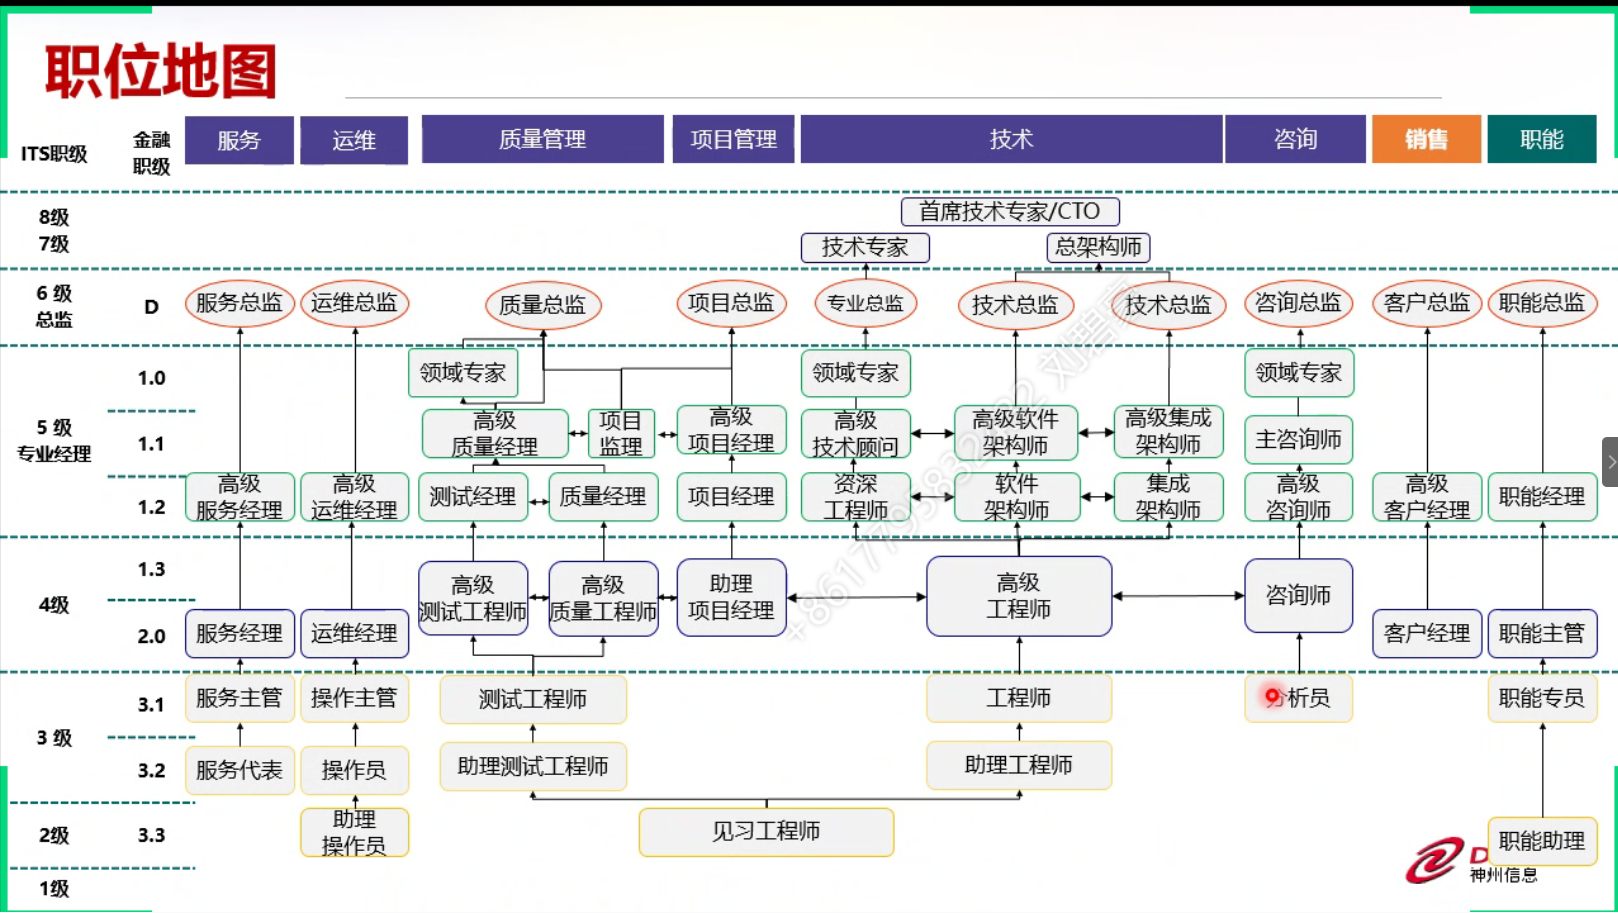 职位地图
ITS职级
金融
职级
服务
运维
质量管理
项目管理
技术
咨询
销售
职能
8级
7级
首席技术专家/CTO
技术专家
总架构师
6 级
总监
D
服务总监
运维总监
质量总监
项目总监
专业总监
技术总监
技术总监
咨询总监
客户总监
职能总监
5 级
专业经理
1.0
领域专家
领域专家
领域专家
1.1
高级
质量经理
项目
监理
高级
项目经理
高级
技术顾问
高级软件
架构师
高级集成
架构师
主咨询师
1.2
高级
服务经理
高级
运维经理
测试经理
质量经理
项目经理
资深
工程师
软件
架构师
集成
架构师
高级
咨询师
高级
客户经理
职能经理
4级
1.3
高级
测试工程师
高级
质量工程师
助理
项目经理
高级
工程师
咨询师
2.0
服务经理
运维经理
客户经理
职能主管
3 级
3.1
服务主管
操作主管
测试工程师
工程师
分析员
职能专员
3.2
服务代表
操作员
助理测试工程师
助理工程师
2级
3.3
助理
操作员
见习工程师
职能助理
1级
D
神州信息